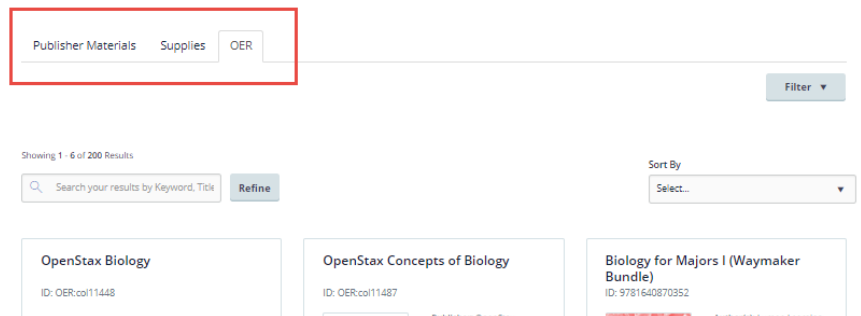 Publisher Materials Supplies OER
Filter ▼
Showing 1 - 6 of 200 Results
Sort By
Search your results by Keyword, Title
Refine
Select...
OpenStax Biology
ID: OER:col11448
OpenStax Concepts of Biology
ID: OER:col11487
Biology for Majors I (Waymaker
Bundle)
ID: 9781640870352